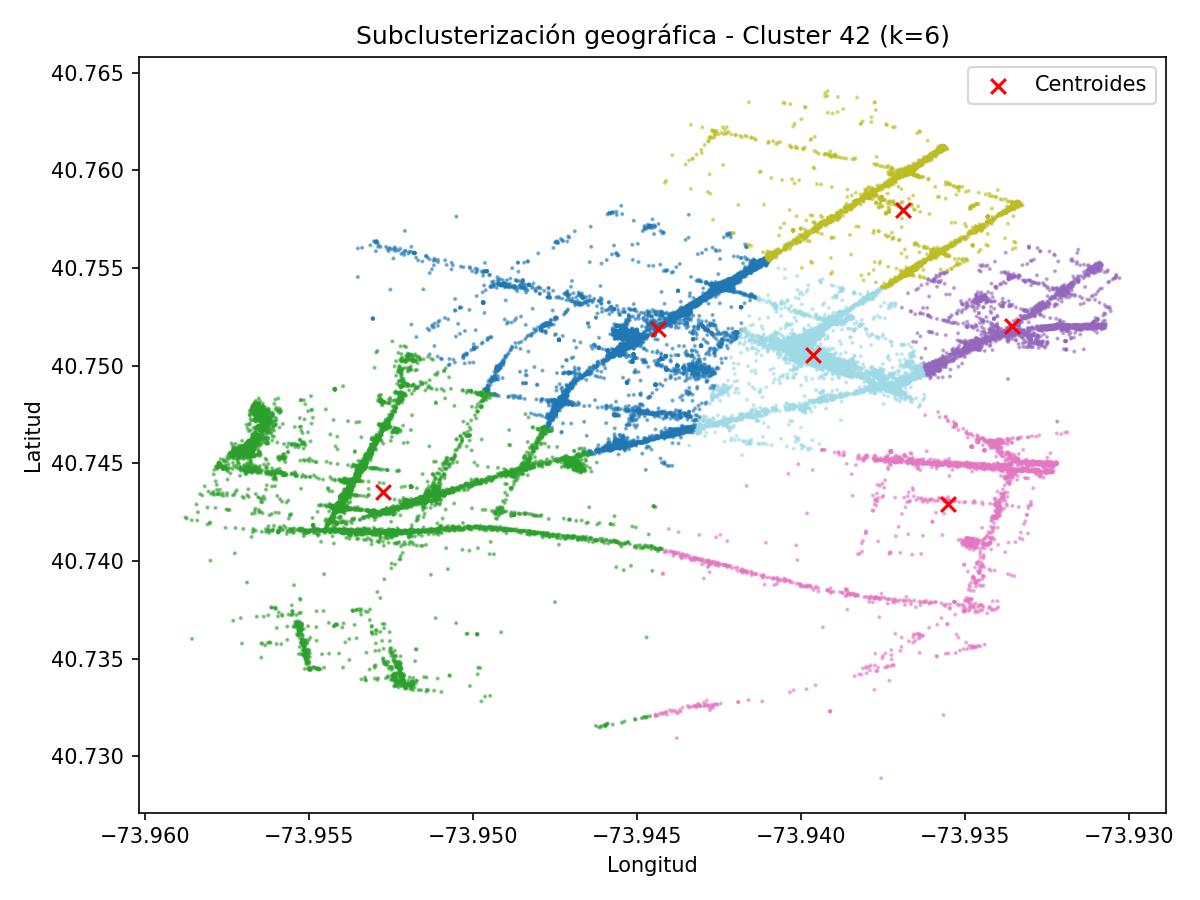 Subclusterización geográfica - Cluster 42 (k=6)
Centroides
40.765
40.760
40.755
40.750
40.745
40.740
40.735
40.730
Latitud
−73.960 −73.955 −73.950 −73.945 −73.940 −73.935 −73.930
Longitud